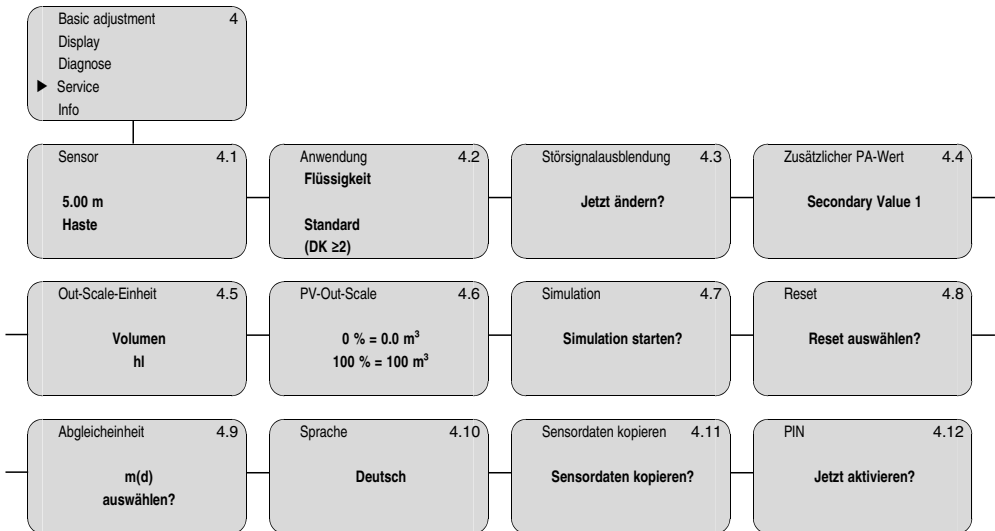 Basic adjustment 4
Display
Diagnose
▶ Service
Info
Sensor 4.1
5.00 m
Haste
Anwendung 4.2
Flüssigkeit
Standard
(DK ≥2)
Störsignalausblendung 4.3
Jetzt ändern?
Zusätzlicher PA-Wert 4.4
Secondary Value 1
Out-Scale-Einheit 4.5
Volumen
hl
PV-Out-Scale 4.6
0 % = 0.0 m³
100 % = 100 m³
Simulation 4.7
Simulation starten?
Reset 4.8
Reset auswählen?
Abgleicheinheit 4.9
m(d)
auswählen?
Sprache 4.10
Deutsch
Sensordaten kopieren 4.11
Sensordaten kopieren?
PIN 4.12
Jetzt aktivieren?